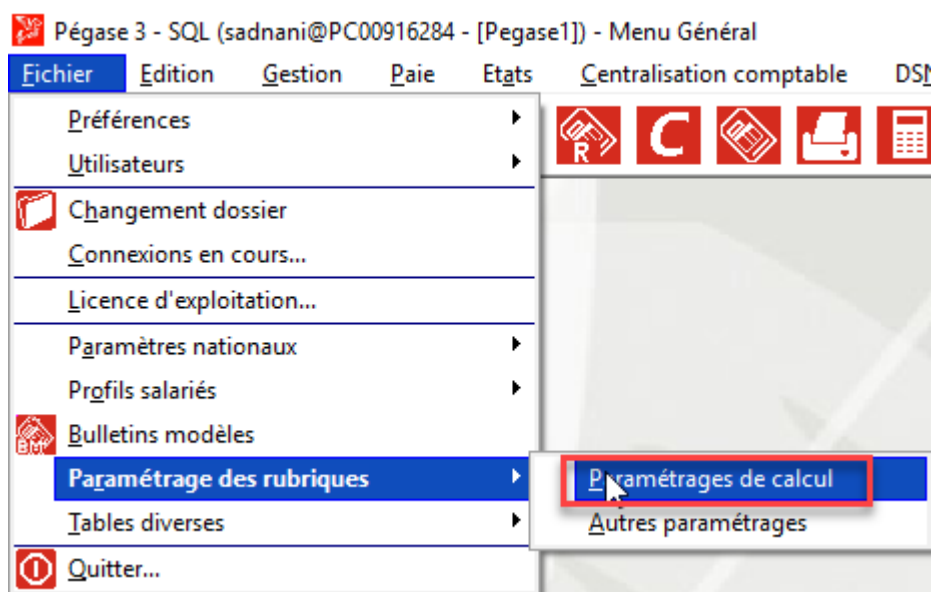 Pégase 3 - SQL (sadnani@PC00916284 - [Pegase1]) - Menu Général
Fichier Edition Gestion Paie Etats Centralisation comptable DSN
Préférences
R C
Utilisateurs
Changement dossier
Connexions en cours...
Licence d'exploitation...
Paramètres nationaux
Profils salariés
BM Bulletins modèles
Paramétrage des rubriques Paramétrages de calcul
Tables diverses Autres paramétrages
Quitter...